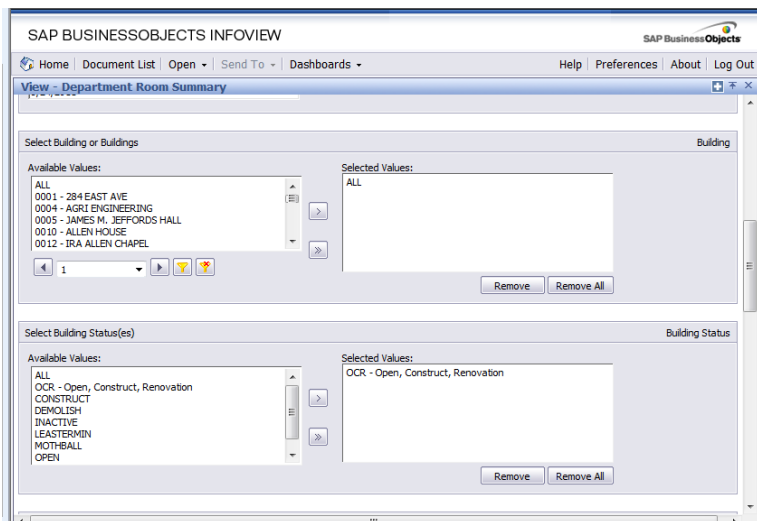 SAP BUSINESSOBJECTS INFOVIEW
SAP BusinessObjects
Home Document List Open Send To Dashboards Help Preferences About Log Out
View - Department Room Summary
Select Building or Buildings Building
Available Values: Selected Values:
ALL ALL
0001 - 284 EAST AVE
0004 - AGRI ENGINEERING
0005 - JAMES M. JEFFORDS HALL
0010 - ALLEN HOUSE
0012 - IRA ALLEN CHAPEL
1
Remove Remove All
Select Building Status(es) Building Status
Available Values: Selected Values:
ALL OCR - Open, Construct, Renovation
OCR - Open, Construct, Renovation
CONSTRUCT
DEMOLISH
INACTIVE
LEASTERMIN
MOTHBALL
OPEN
Remove Remove All